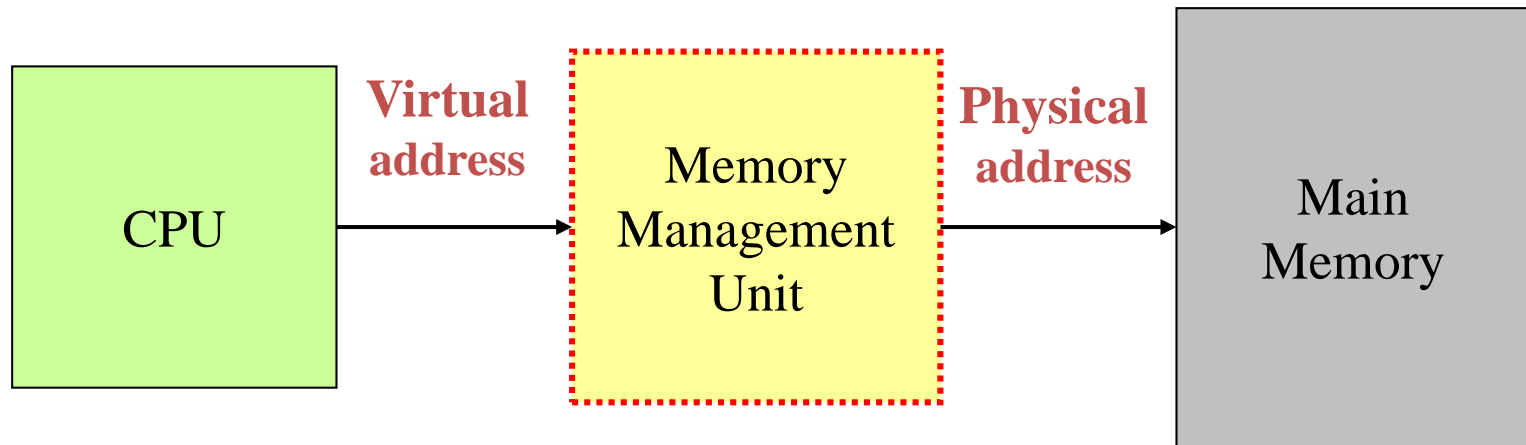 CPU
Virtual
address
Memory
Management
Unit
Physical
address
Main
Memory